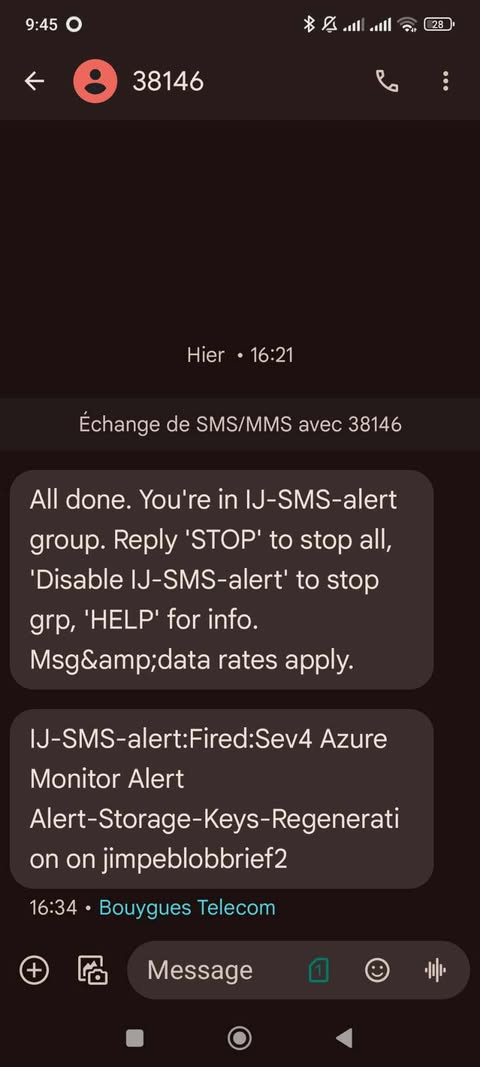 9:45
28
38146
Hier • 16:21
Échange de SMS/MMS avec 38146
All done. You're in IJ-SMS-alert
group. Reply 'STOP' to stop all,
'Disable IJ-SMS-alert' to stop
grp, 'HELP' for info.
Msg&amp;data rates apply.
IJ-SMS-alert:Fired:Sev4 Azure
Monitor Alert
Alert-Storage-Keys-Regenerati
on on jimpeblobbrief2
16:34 • Bouygues Telecom
Message
1